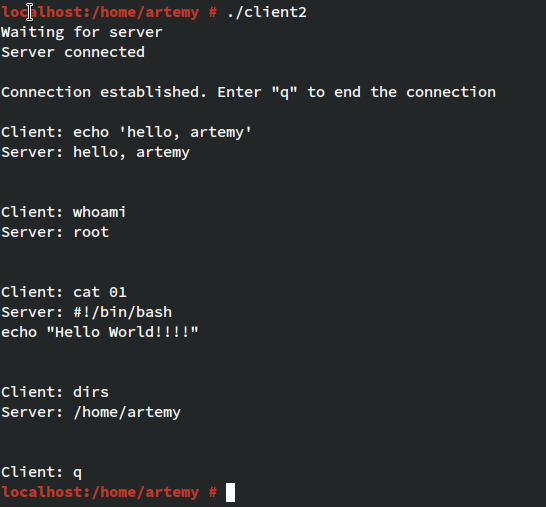 localhost:/home/artemy # ./client2
Waiting for server
Server connected
Connection established. Enter "q" to end the connection
Client: echo 'hello, artemy'
Server: hello, artemy
Client: whoami
Server: root
Client: cat 01
Server: #!/bin/bash
echo "Hello World!!!!"
Client: dirs
Server: /home/artemy
Client: q
localhost:/home/artemy #